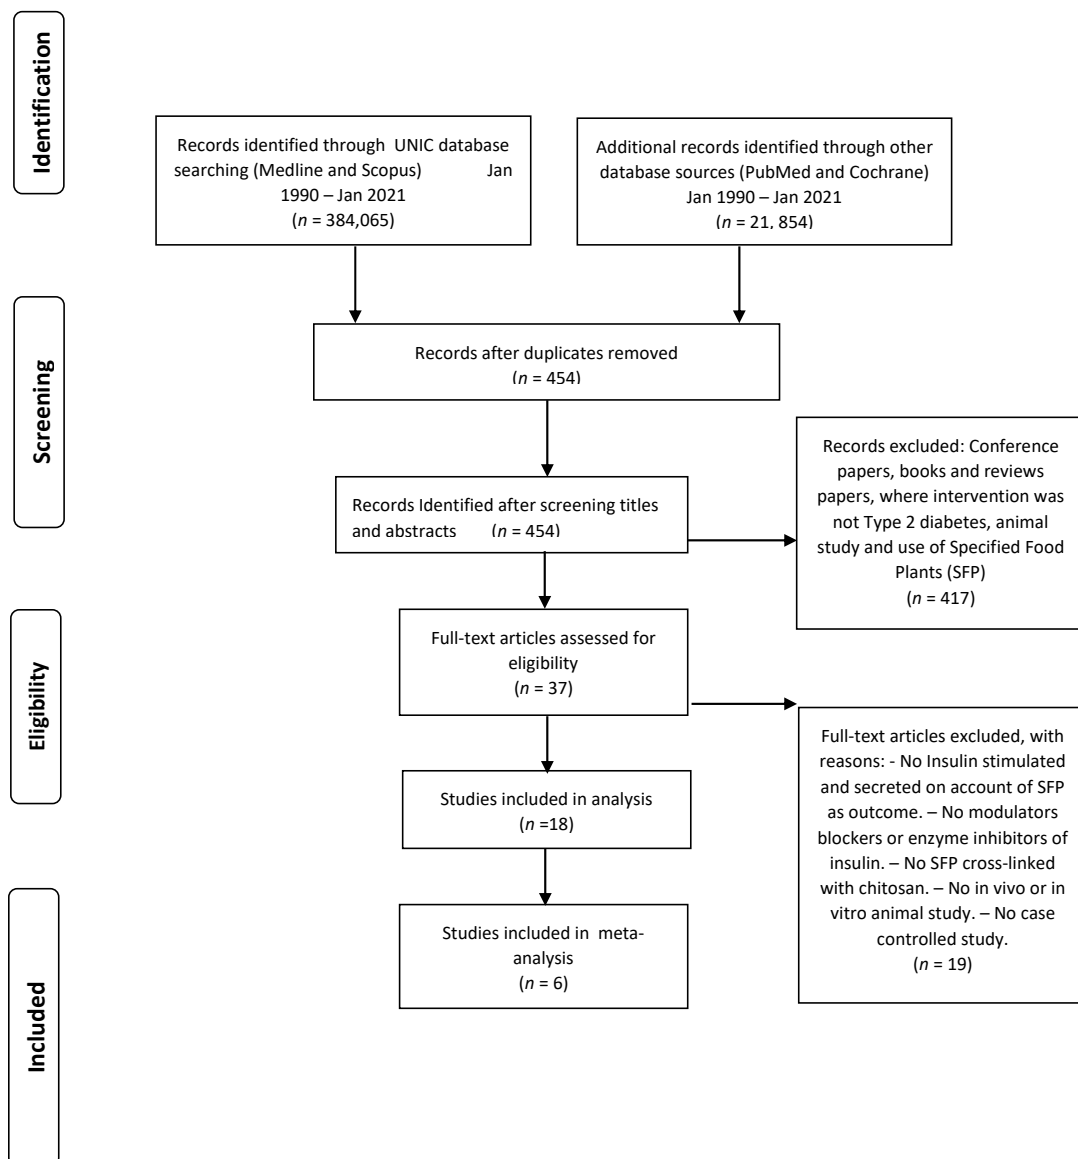 Identification
Records identified through UNIC database
searching (Medline and Scopus) Jan
1990 – Jan 2021
(n = 384,065)
Additional records identified through other
database sources (PubMed and Cochrane)
Jan 1990 – Jan 2021
(n = 21, 854)
Screening
Records after duplicates removed
(n = 454)
Records Identified after screening titles
and abstracts (n = 454)
Records excluded: Conference
papers, books and reviews
papers, where intervention was
not Type 2 diabetes, animal
study and use of Specified Food
Plants (SFP)
(n = 417)
Eligibility
Full-text articles assessed for
eligibility
(n = 37)
Full-text articles excluded, with
reasons: - No Insulin stimulated
and secreted on account of SFP
as outcome. – No modulators
blockers or enzyme inhibitors of
insulin. – No SFP cross-linked
with chitosan. – No in vivo or in
vitro animal study. – No case
controlled study.
(n = 19)
Studies included in analysis
(n =18)
Included
Studies included in meta-
analysis
(n = 6)